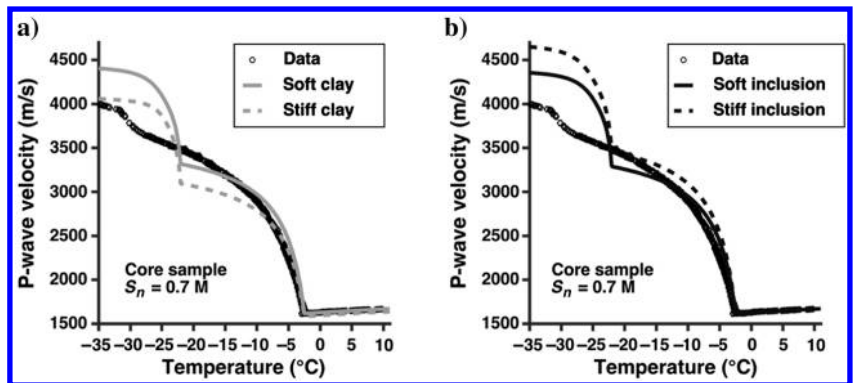 a)
P-wave velocity (m/s)
4500
4000
3500
3000
2500
2000
1500
Data
Soft clay
Stiff clay
Core sample
Sn = 0.7 M
−35 −30 −25 −20 −15 −10 −5 0 5 10
Temperature (°C)
b)
P-wave velocity (m/s)
4500
4000
3500
3000
2500
2000
1500
Data
Soft inclusion
Stiff inclusion
Core sample
Sn = 0.7 M
−35 −30 −25 −20 −15 −10 −5 0 5 10
Temperature (°C)